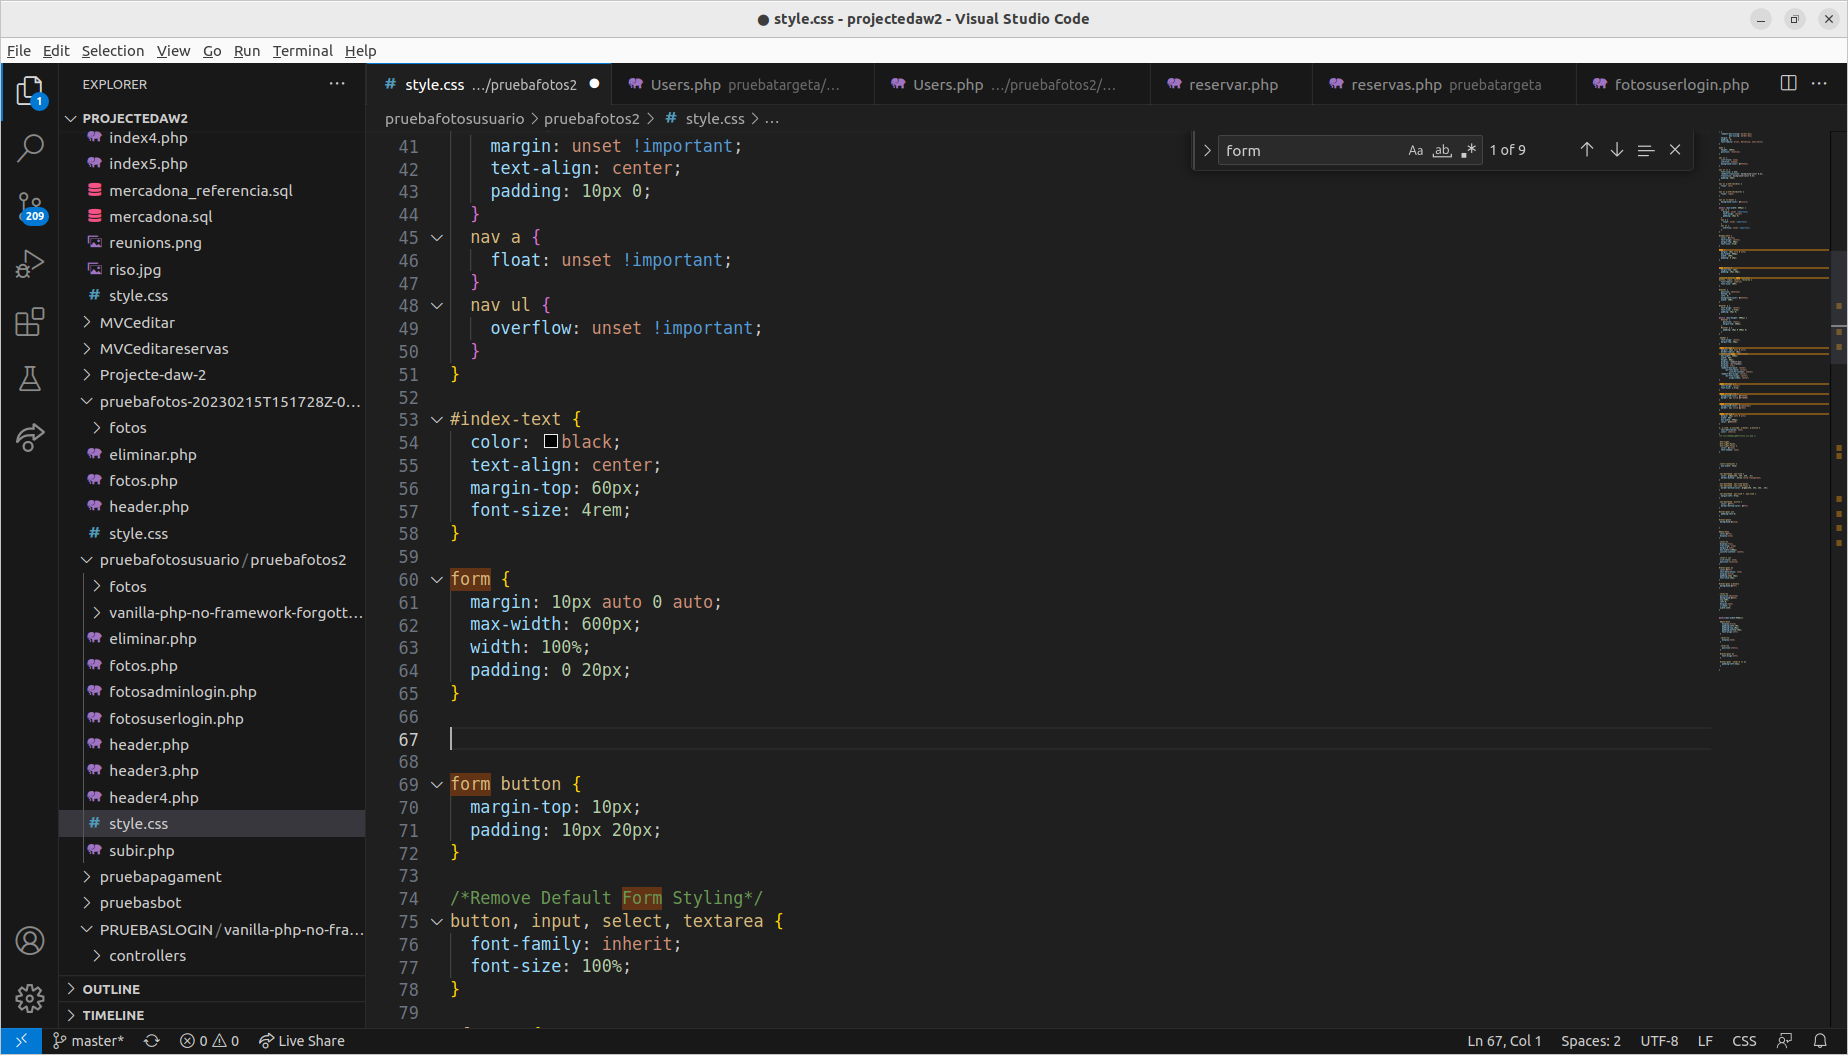 ● style.css - projectedaw2 - Visual Studio Code
File Edit Selection View Go Run Terminal Help
1
209
EXPLORER ···
PROJECTEDAW2
index4.php
index5.php
mercadona_referencia.sql
mercadona.sql
reunions.png
riso.jpg
# style.css
MVCeditar
MVCeditareservas
Projecte-daw-2
pruebafotos-20230215T151728Z-0...
fotos
eliminar.php
fotos.php
header.php
# style.css
pruebafotosusuario / pruebafotos2
fotos
vanilla-php-no-framework-forgott...
eliminar.php
fotos.php
fotosadminlogin.php
fotosuserlogin.php
header.php
header3.php
header4.php
# style.css
subir.php
pruebapagament
pruebasbot
PRUEBASLOGIN / vanilla-php-no-fra...
controllers
OUTLINE
TIMELINE
# style.css .../pruebafotos2 ●
Users.php pruebatargeta/...
Users.php .../pruebafotos2/...
reservar.php
reservas.php pruebatargeta
fotosuserlogin.php
···
pruebafotosusuario > pruebafotos2 > # style.css > ...
form Aa ab .* 1 of 9
41 margin: unset !important;
42 text-align: center;
43 padding: 10px 0;
44 }
45 nav a {
46 float: unset !important;
47 }
48 nav ul {
49 overflow: unset !important;
50 }
51 }
52
53 #index-text {
54 color: black;
55 text-align: center;
56 margin-top: 60px;
57 font-size: 4rem;
58 }
59
60 form {
61 margin: 10px auto 0 auto;
62 max-width: 600px;
63 width: 100%;
64 padding: 0 20px;
65 }
66
67
68
69 form button {
70 margin-top: 10px;
71 padding: 10px 20px;
72 }
73
74 /*Remove Default Form Styling*/
75 button, input, select, textarea {
76 font-family: inherit;
77 font-size: 100%;
78 }
79
master* 0 0 Live Share
Ln 67, Col 1 Spaces: 2 UTF-8 LF CSS